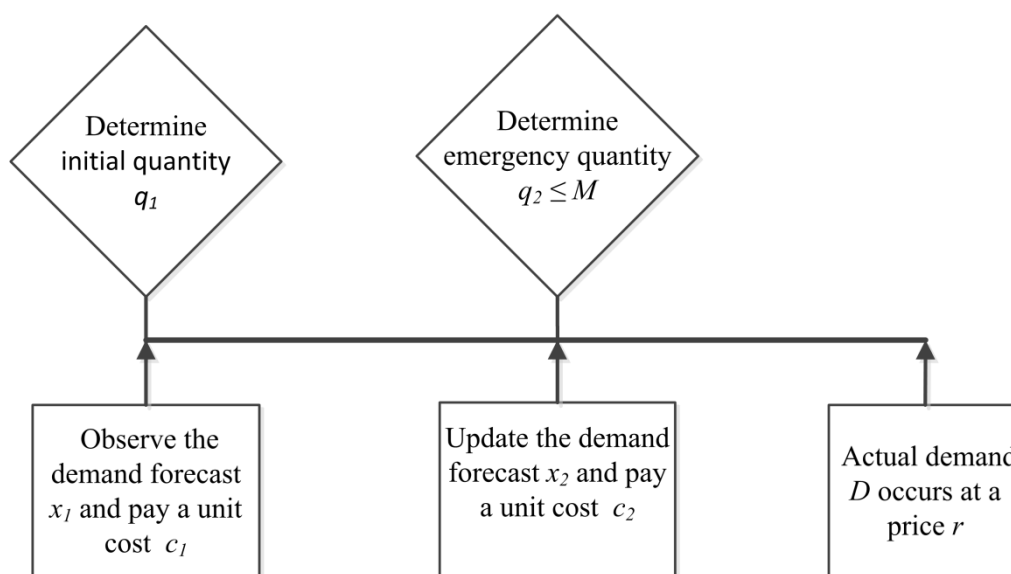 Determine
initial quantity
q1
Determine
emergency quantity
q2 ≤ M
Observe the
demand forecast
x1 and pay a unit
cost c1
Update the demand
forecast x2 and pay
a unit cost c2
Actual demand
D occurs at a
price r